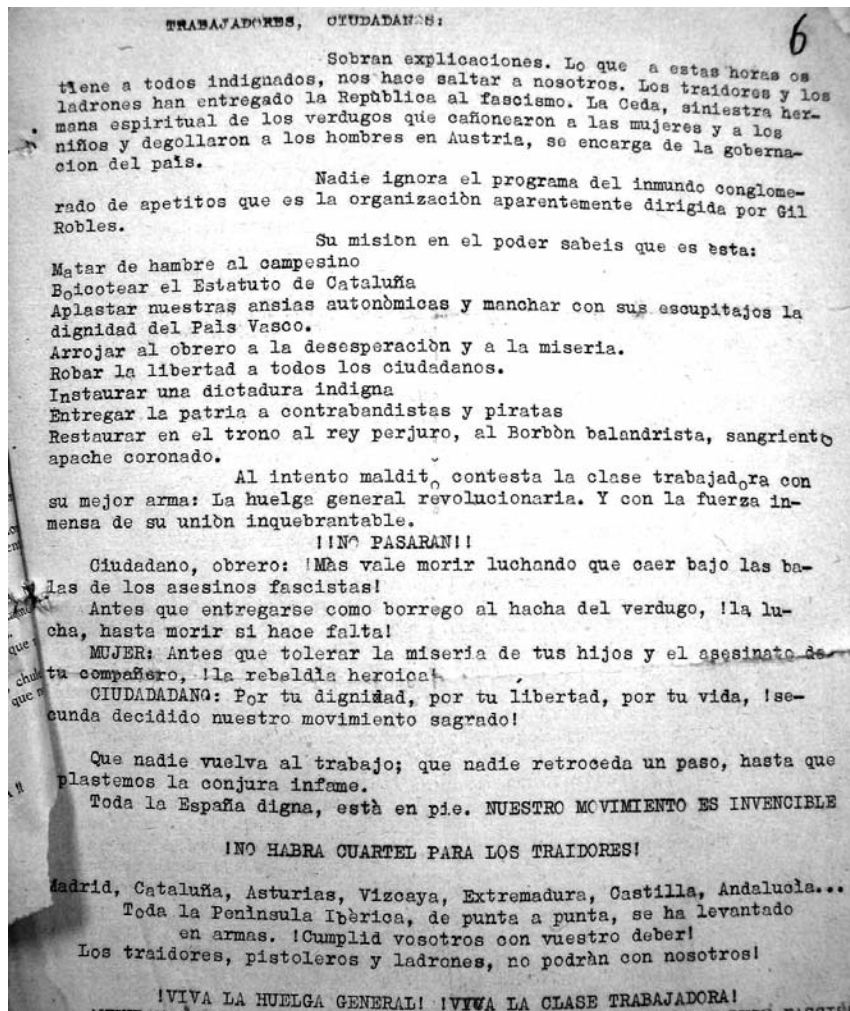 6
TRABAJADORES, CIUDADANOS:
Sobran explicaciones. Lo que a estas horas os
tiene a todos indignados, nos hace saltar a nosotros. Los traidores y los
ladrones han entregado la Repùblica al fascismo. La Ceda, siniestra her-
mana espiritual de los verdugos que cañonearon a las mujeres y a los
niños y degollaron a los hombres en Austria, se encarga de la goberna-
cion del paìs.
Nadie ignora el programa del inmundo conglome-
rado de apetitos que es la organizaciòn aparentemente dirigida por Gil
Robles.
Su misiòn en el poder sabeis que es èsta:
Matar de hambre al campesino
Boicotear el Estatuto de Cataluña
Aplastar nuestras ansias autonòmicas y manchar con sus escupitajos la
dignidad del Paìs Vasco.
Arrojar al obrero a la desesperaciòn y a la miseria.
Robar la libertad a todos los ciudadanos.
Instaurar una dictadura indigna
Entregar la patria a contrabandistas y piratas
Restaurar en el trono al rey perjuro, al Borbòn balandrista, sangriento
apache coronado.
Al intento maldito contesta la clase trabajadora con
su mejor arma: La huelga general revolucionaria. Y con la fuerza in-
mensa de su uniòn inquebrantable.
!!NO PASARAN!!
Ciudadano, obrero: !Màs vale morir luchando que caer bajo las ba-
las de los asesinos fascistas!
Antes que entregarse como borrego al hacha del verdugo, !la lu-
cha, hasta morir si hace falta!
MUJER: Antes que tolerar la miseria de tus hijos y el asesinato de
tu compañero, !la rebeldìa heroica!
CIUDADADANO: Por tu dignidad, por tu libertad, por tu vida, !se-
cunda decidido nuestro movimiento sagrado!
Que nadie vuelva al trabajo; que nadie retroceda un paso, hasta que
plastemos la conjura infame.
Toda la España digna, està en pie. NUESTRO MOVIMIENTO ES INVENCIBLE
!NO HABRA CUARTEL PARA LOS TRAIDORES!
Madrid, Cataluña, Asturias, Vizcaya, Extremadura, Castilla, Andalucìa...
Toda la Penìnsula Ibèrica, de punta a punta, se ha levantado
en armas. !Cumplid vosotros con vuestro deber!
Los traidores, pistoleros y ladrones, no podràn con nosotros!
!VIVA LA HUELGA GENERAL! !VIVA LA CLASE TRABAJADORA!